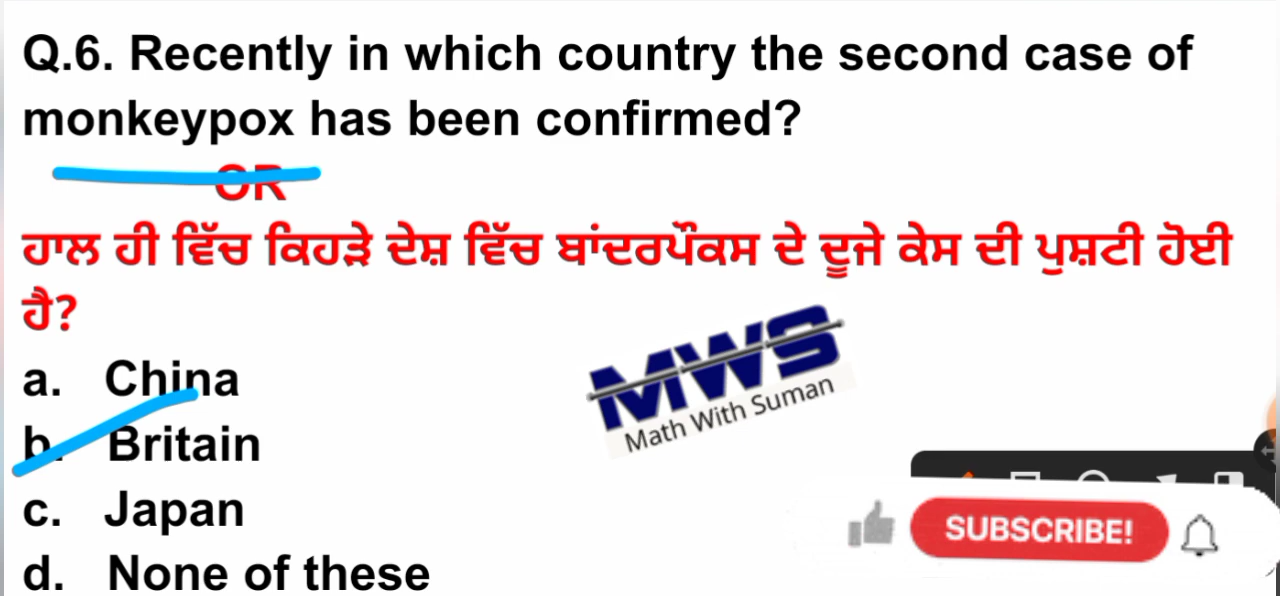 Q.6. Recently in which country the second case of
monkeypox has been confirmed?
OR
ਹਾਲ ਹੀ ਵਿੱਚ ਕਿਹੜੇ ਦੇਸ਼ ਵਿੱਚ ਬਾਂਦਰਪੌਕਸ ਦੇ ਦੂਜੇ ਕੇਸ ਦੀ ਪੁਸ਼ਟੀ ਹੋਈ
ਹੈ?
MWS
Math With Suman
a. China
b. Britain
c. Japan
d. None of these
SUBSCRIBE!